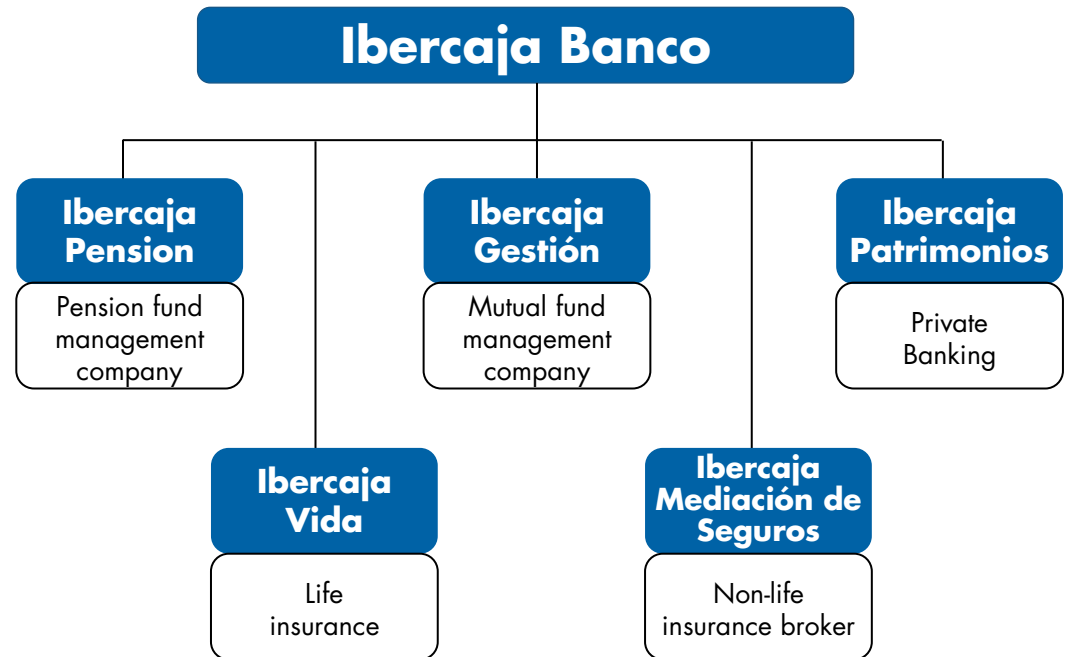 Ibercaja Banco
Ibercaja
Pension
Pension fund
management
company
Ibercaja
Gestión
Mutual fund
management
company
Ibercaja
Patrimonios
Private
Banking
Ibercaja
Vida
Life
insurance
Ibercaja
Mediación de
Seguros
Non-life
insurance broker